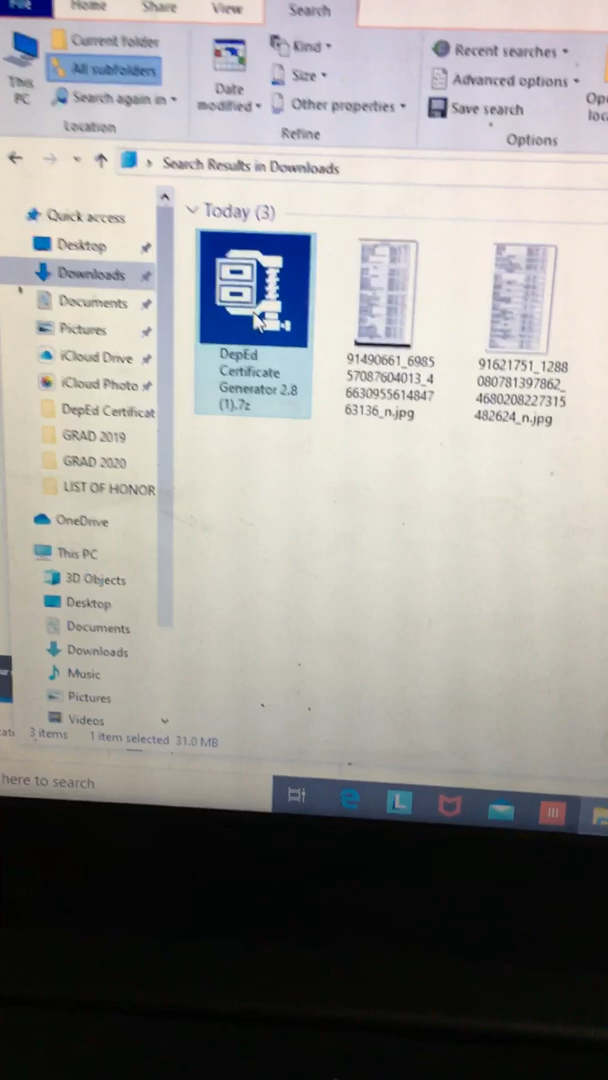 File
Home
Share
View
Search
This
PC
Current folder
All subfolders
Search again in
Location
Date
modified
Kind
Size
Other properties
Refine
Recent searches
Advanced options
Save search
Options
Search Results in Downloads
Quick access
Desktop
Downloads
Documents
Pictures
iCloud Drive
iCloud Photo
DepEd Certificat
GRAD 2019
GRAD 2020
LIST OF HONOR
OneDrive
This PC
3D Objects
Desktop
Documents
Downloads
Music
Pictures
Videos
Today (3)
DepEd
Certificate
Generator 2.8
(1).7z
91490661_6985
57087604013_4
6630955614847
63136_n.jpg
91621751_1288
080781397862_
4680208227315
482624_n.jpg
3 items
1 item selected 31.0 MB
here to search
L